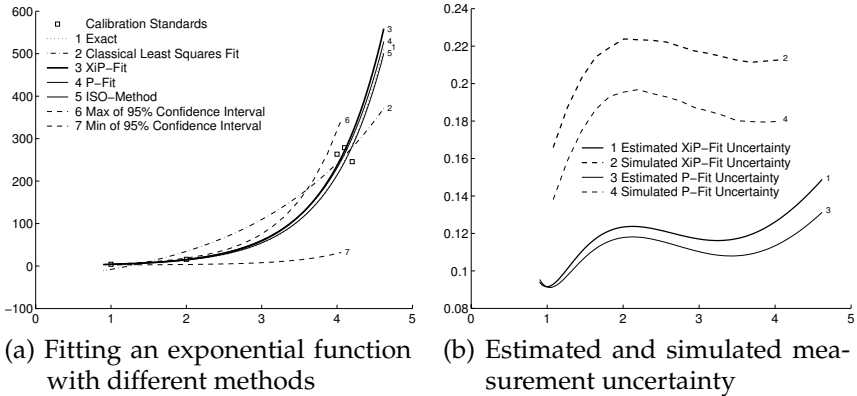 600
500
400
300
200
100
0
−100
0 1 2 3 4 5
Calibration Standards
1 Exact
2 Classical Least Squares Fit
3 XiP−Fit
4 P−Fit
5 ISO−Method
6 Max of 95% Confidence Interval
7 Min of 95% Confidence Interval
3
4
1
5
6
2
7
(a) Fitting an exponential function
with different methods
0.24
0.22
0.2
0.18
0.16
0.14
0.12
0.1
0.08
0 1 2 3 4 5
2
4
1 Estimated XiP−Fit Uncertainty
2 Simulated XiP−Fit Uncertainty
3 Estimated P−Fit Uncertainty
4 Simulated P−Fit Uncertainty
1
3
(b) Estimated and simulated mea-
surement uncertainty